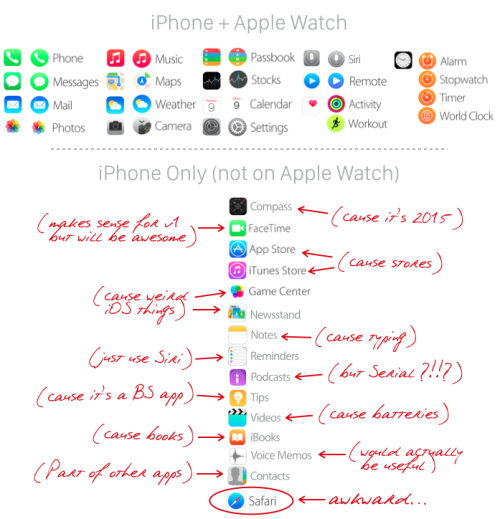 iPhone + Apple Watch
Phone Music Passbook Siri Alarm
Messages Maps Stocks Remote Stopwatch
Mail Weather 9 9 Calendar Activity Timer
Photos Camera Settings Workout World Clock
iPhone Only (not on Apple Watch)
Compass (cause it's 2015)
(makes sense for v1
but will be awesome) FaceTime
App Store
(cause stores)
iTunes Store
Game Center
(cause weird
iOS things)
Newsstand
Notes (cause typing)
(just use Siri) Reminders
Podcasts (but Serial?!!?)
(cause it's a BS app) Tips
Videos (cause batteries)
(cause books) iBooks
Voice Memos (would actually
be useful)
(Part of other apps) Contacts
Safari awkward...